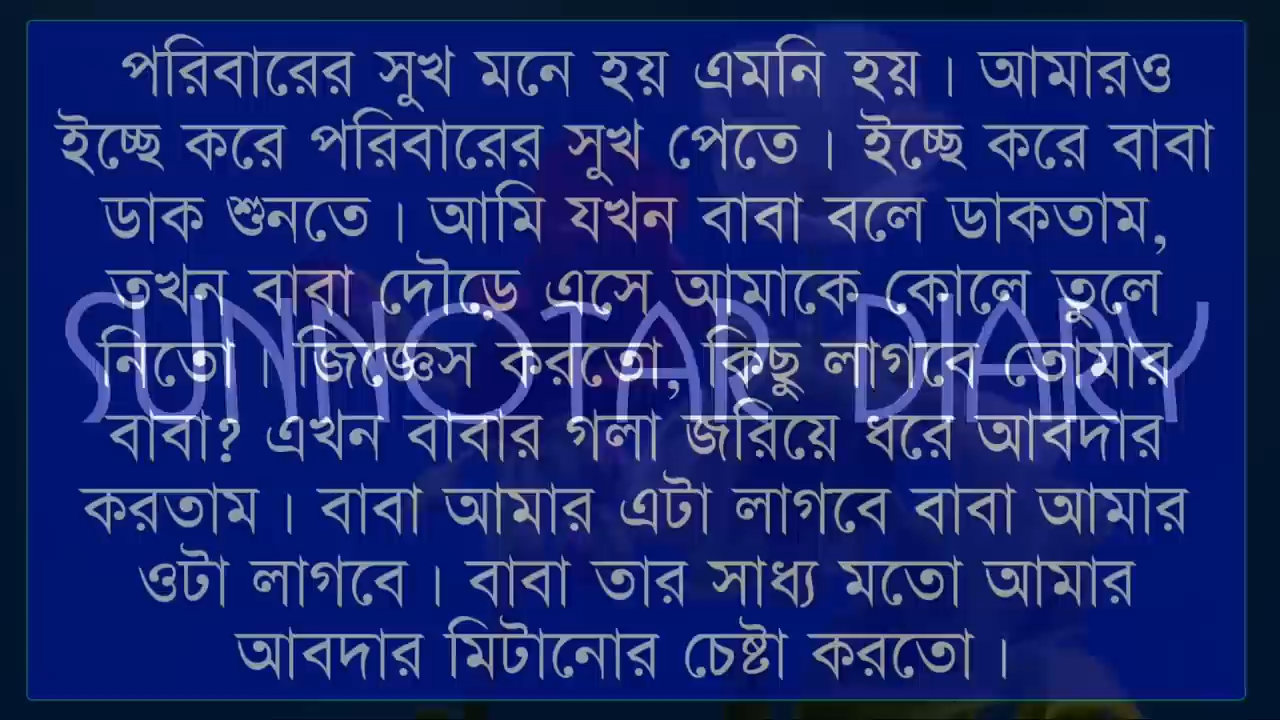 পরিবারের সুখ মনে হয় এমনি হয়। আমারও
ইচ্ছে করে পরিবারের সুখ পেতে। ইচ্ছে করে বাবা
ডাক শুনতে। আমি যখন বাবা বলে ডাকতাম,
তখন বাবা দৌড়ে এসে আমাকে কোলে তুলে
SUNNOTAR DIARY
নিতো। জিজ্ঞেস করতো, কিছু লাগবে তোমার
বাবা? এখন বাবার গলা জরিয়ে ধরে আবদার
করতাম। বাবা আমার এটা লাগবে বাবা আমার
ওটা লাগবে। বাবা তার সাধ্য মতো আমার
আবদার মিটানোর চেষ্টা করতো।